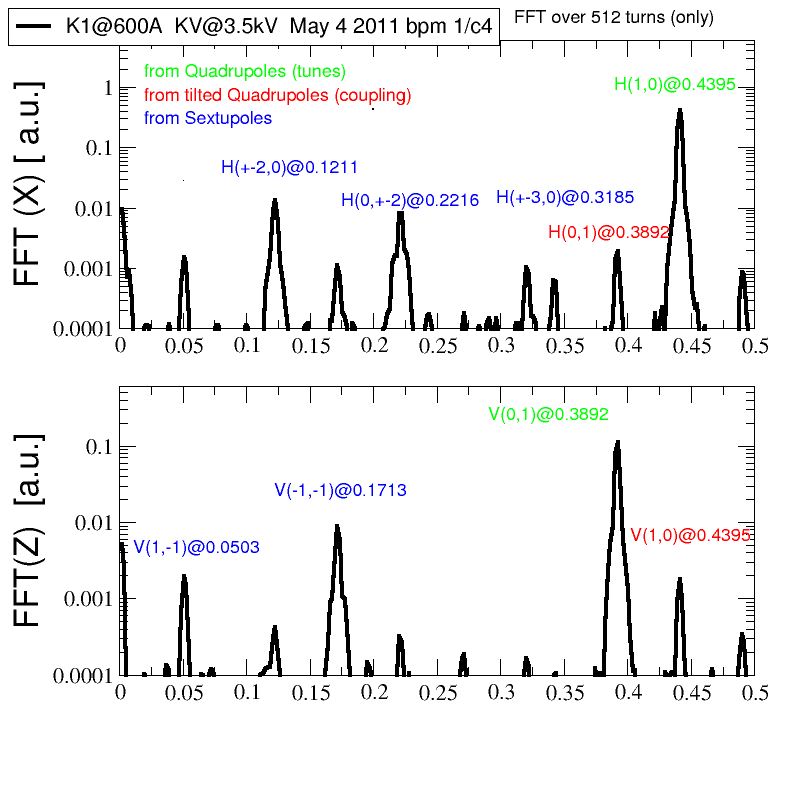 K1@600A KV@3.5kV May 4 2011 bpm 1/c4
FFT over 512 turns (only)
from Quadrupoles (tunes)
from tilted Quadrupoles (coupling)
from Sextupoles
H(1,0)@0.4395
H(+-2,0)@0.1211
H(0,+-2)@0.2216
H(+-3,0)@0.3185
H(0,1)@0.3892
FFT (X) [ a.u.]
1
0.1
0.01
0.001
0.0001
0 0.05 0.1 0.15 0.2 0.25 0.3 0.35 0.4 0.45 0.5
V(0,1)@0.3892
V(-1,-1)@0.1713
V(1,-1)@0.0503
V(1,0)@0.4395
FFT(Z) [a.u.]
0.1
0.01
0.001
0.0001
0 0.05 0.1 0.15 0.2 0.25 0.3 0.35 0.4 0.45 0.5